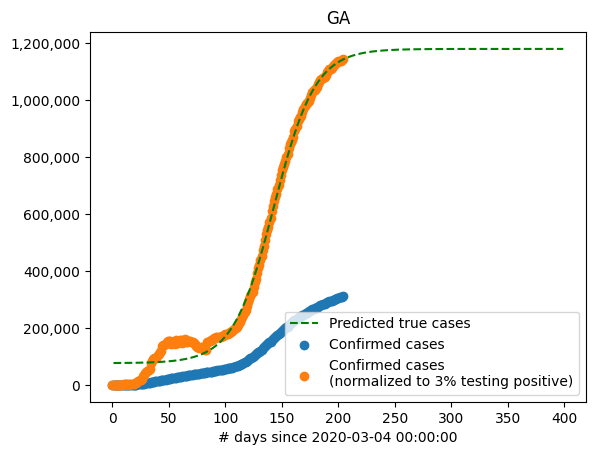 GA
1,200,000
1,000,000
800,000
600,000
400,000
200,000
0
Predicted true cases
Confirmed cases
Confirmed cases
(normalized to 3% testing positive)
0 50 100 150 200 250 300 350 400
# days since 2020-03-04 00:00:00